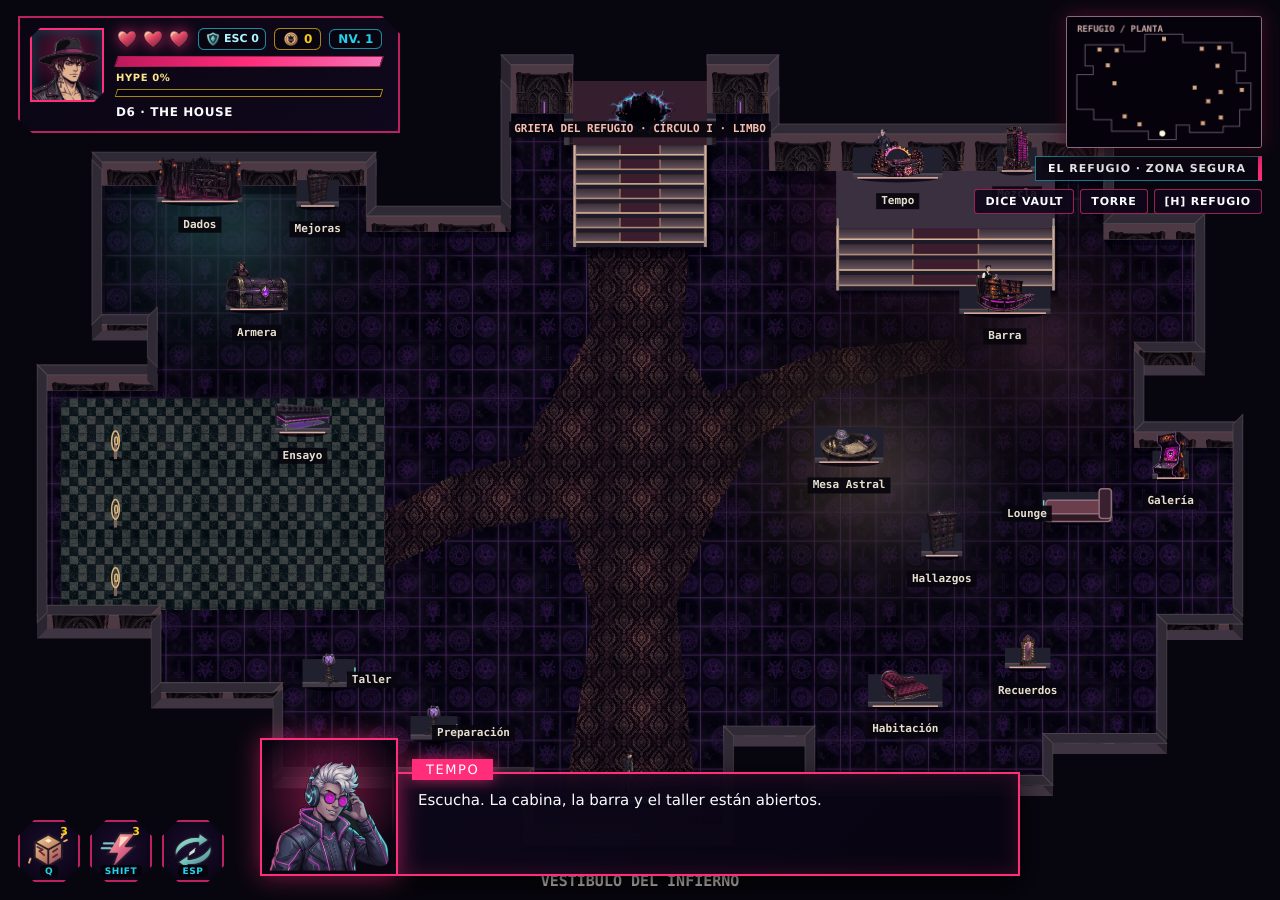 ESC 0
0
NV. 1
HYPE 0%
D6 · THE HOUSE
REFUGIO / PLANTA
GRIETA DEL REFUGIO · CÍRCULO I · LIMBO
EL REFUGIO · ZONA SEGURA
DICE VAULT
TORRE
[H] REFUGIO
Tempo
Dados
Mejoras
Armera
Barra
Ensayo
Mesa Astral
Galería
Lounge
Hallazgos
Taller
Recuerdos
Habitación
Preparación
TEMPO
Escucha. La cabina, la barra y el taller están abiertos.
3
Q
3
SHIFT
ESP
VESTÍBULO DEL INFIERNO